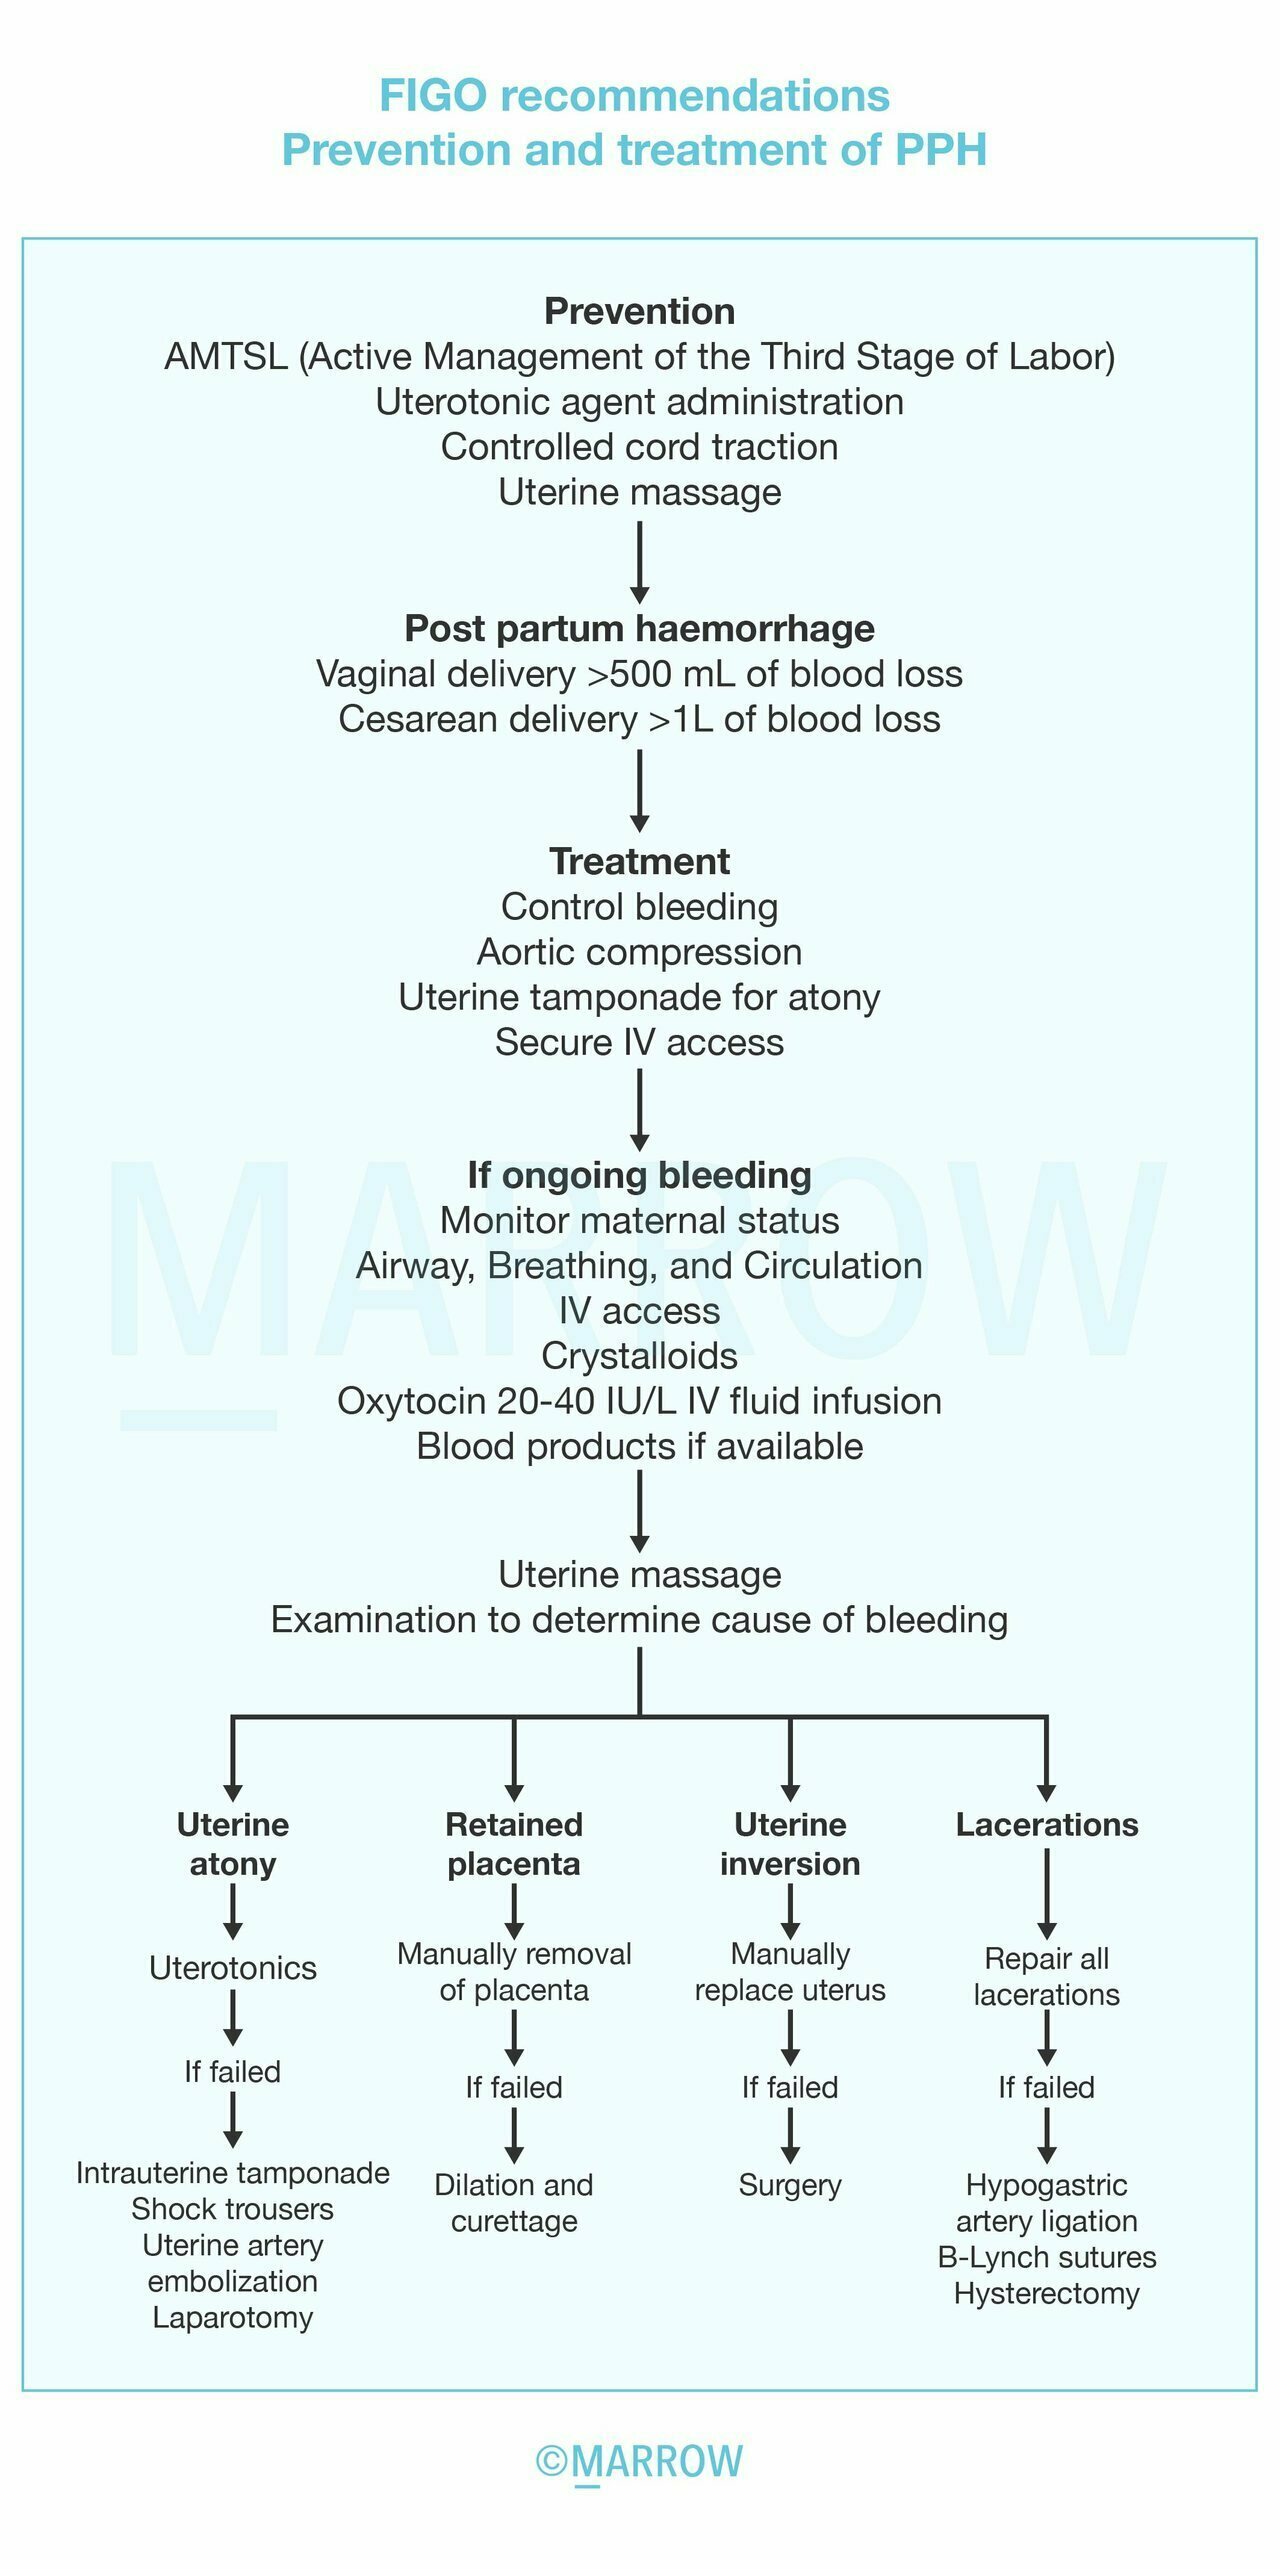 FIGO recommendations
Prevention and treatment of PPH
Prevention
AMTSL (Active Management of the Third Stage of Labor)
Uterotonic agent administration
Controlled cord traction
Uterine massage
Post partum haemorrhage
Vaginal delivery >500 mL of blood loss
Cesarean delivery >1L of blood loss
Treatment
Control bleeding
Aortic compression
Uterine tamponade for atony
Secure IV access
If ongoing bleeding
Monitor maternal status
Airway, Breathing, and Circulation
IV access
Crystalloids
Oxytocin 20-40 IU/L IV fluid infusion
Blood products if available
MARROW
Uterine massage
Examination to determine cause of bleeding
Uterine
atony
Uterotonics
If failed
Intrauterine tamponade
Shock trousers
Uterine artery
embolization
Laparotomy
Retained
placenta
Manually removal
of placenta
If failed
Dilation and
curettage
Uterine
inversion
Manually
replace uterus
If failed
Surgery
Lacerations
Repair all
lacerations
If failed
Hypogastric
artery ligation
B-Lynch sutures
Hysterectomy
©MARROW